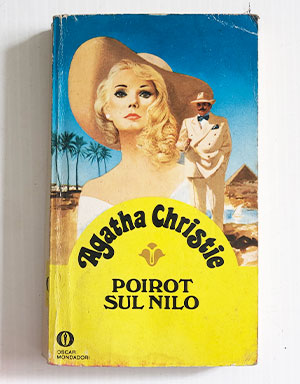 Agatha Christie
POIROT
SUL NILO
OSCAR
MONDADORI